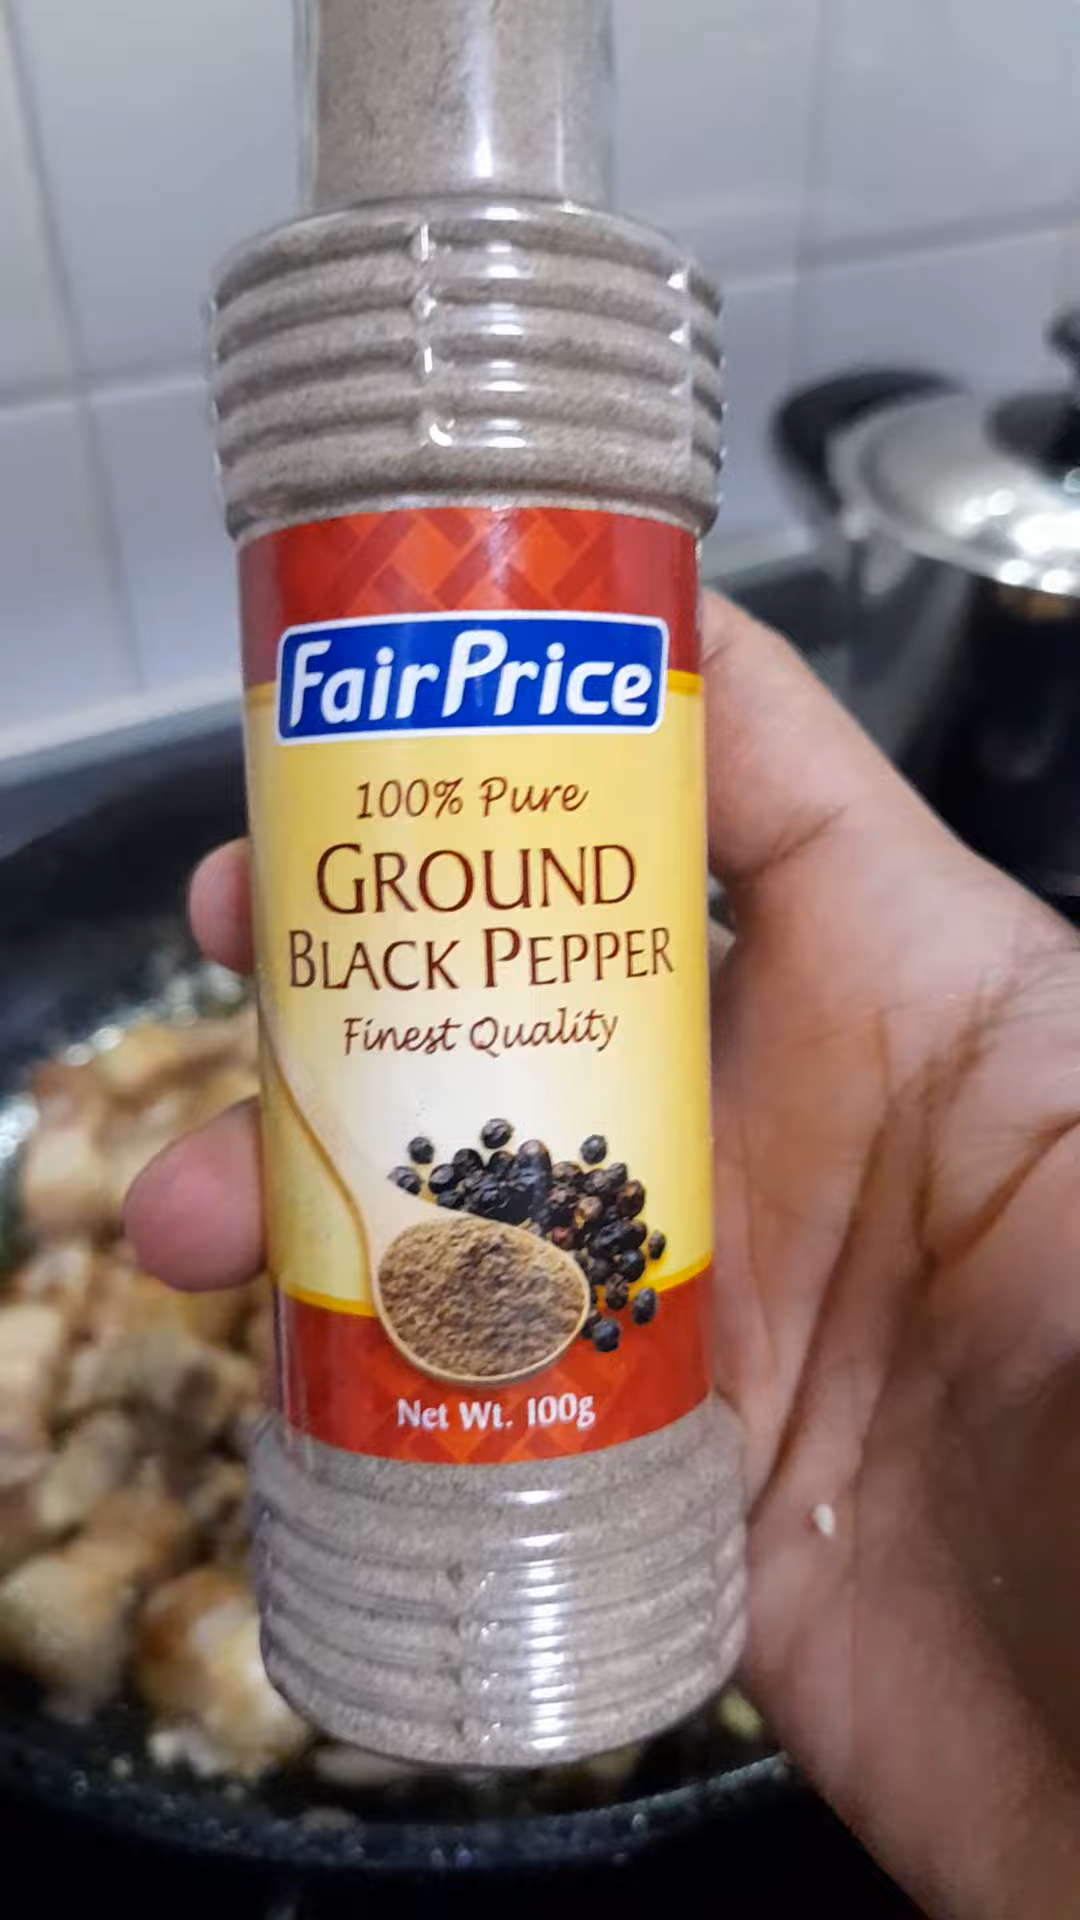 FairPrice
100% Pure
GROUND
BLACK PEPPER
Finest Quality
Net Wt. 100g